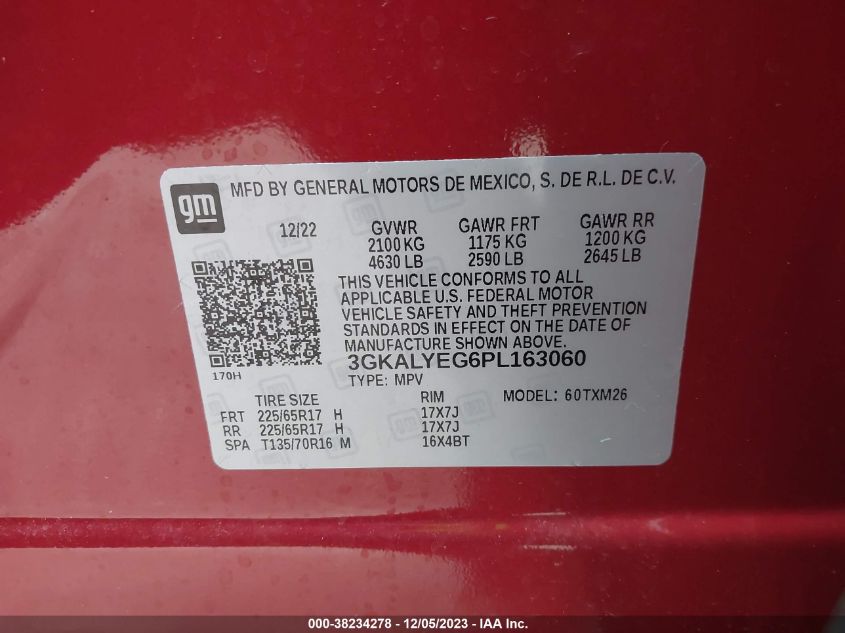 gm
MFD BY GENERAL MOTORS DE MEXICO, S. DE R.L. DE C.V.
12/22 GVWR GAWR FRT GAWR RR
2100 KG 1175 KG 1200 KG
4630 LB 2590 LB 2645 LB
THIS VEHICLE CONFORMS TO ALL
APPLICABLE U.S. FEDERAL MOTOR
VEHICLE SAFETY AND THEFT PREVENTION
STANDARDS IN EFFECT ON THE DATE OF
MANUFACTURE SHOWN ABOVE.
170H
3GKALYEG6PL163060
TYPE: MPV
TIRE SIZE RIM MODEL: 60TXM26
FRT 225/65R17 H 17X7J
RR 225/65R17 H 17X7J
SPA T135/70R16 M 16X4BT
000-38234278 - 12/05/2023 - IAAI Inc.